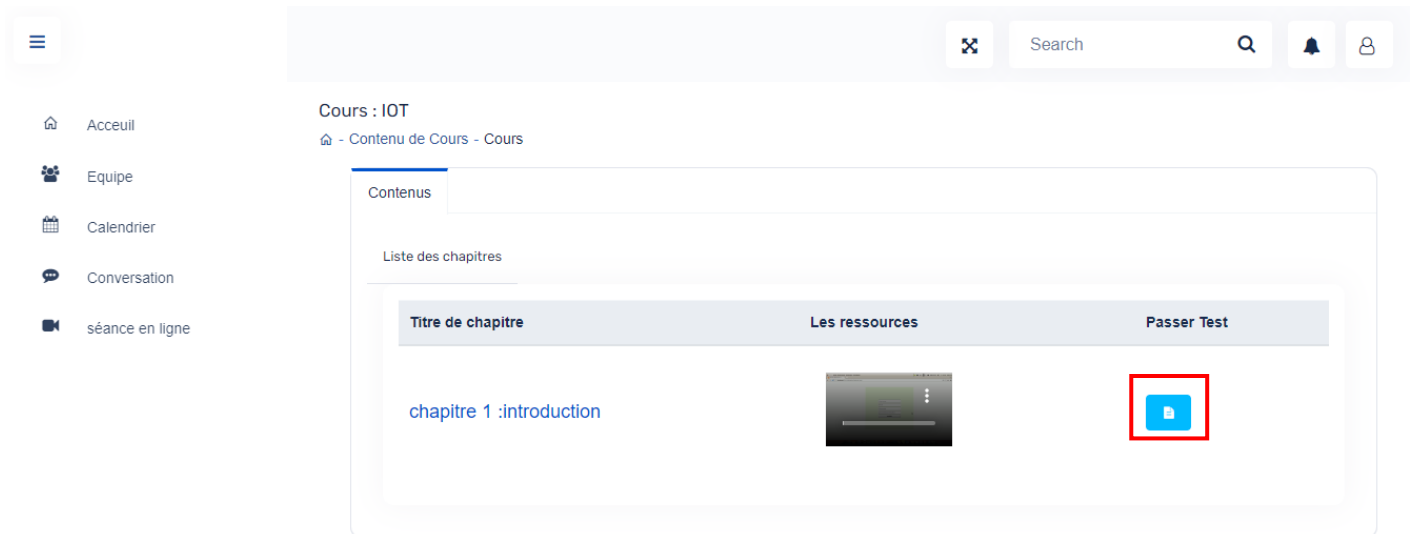 Search
Acceuil
Equipe
Calendrier
Conversation
séance en ligne
Cours : IOT
- Contenu de Cours - Cours
Contenus
Liste des chapitres
Titre de chapitre Les ressources Passer Test
chapitre 1 :introduction